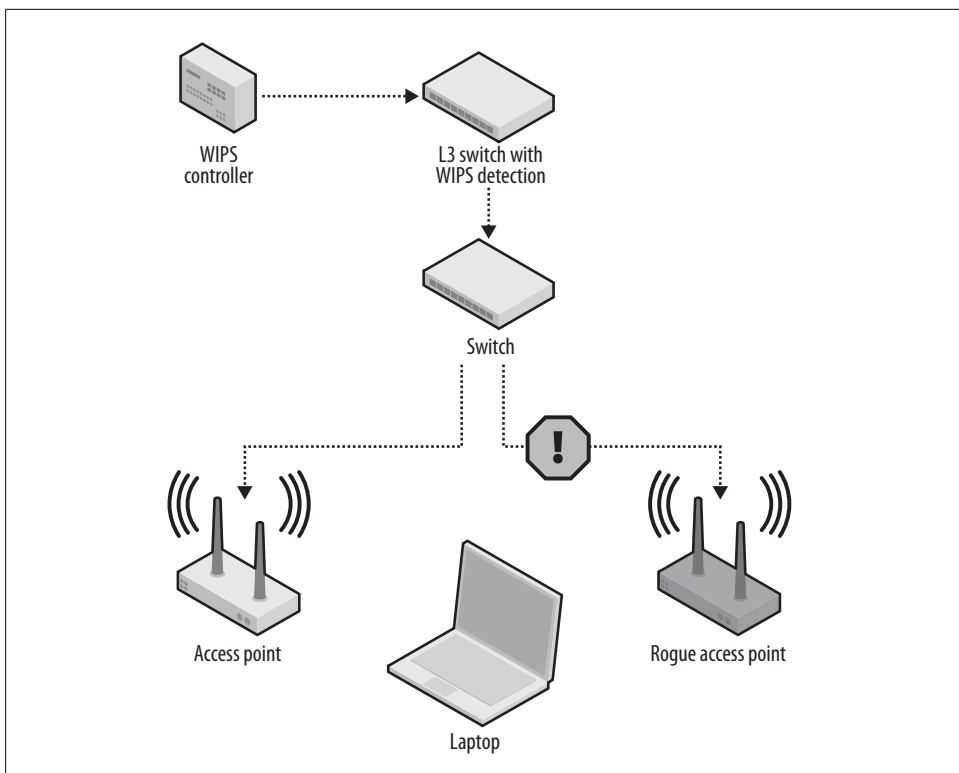 WIPS
controller
L3 switch with
WIPS detection
Switch
!
Access point
Rogue access point
Laptop